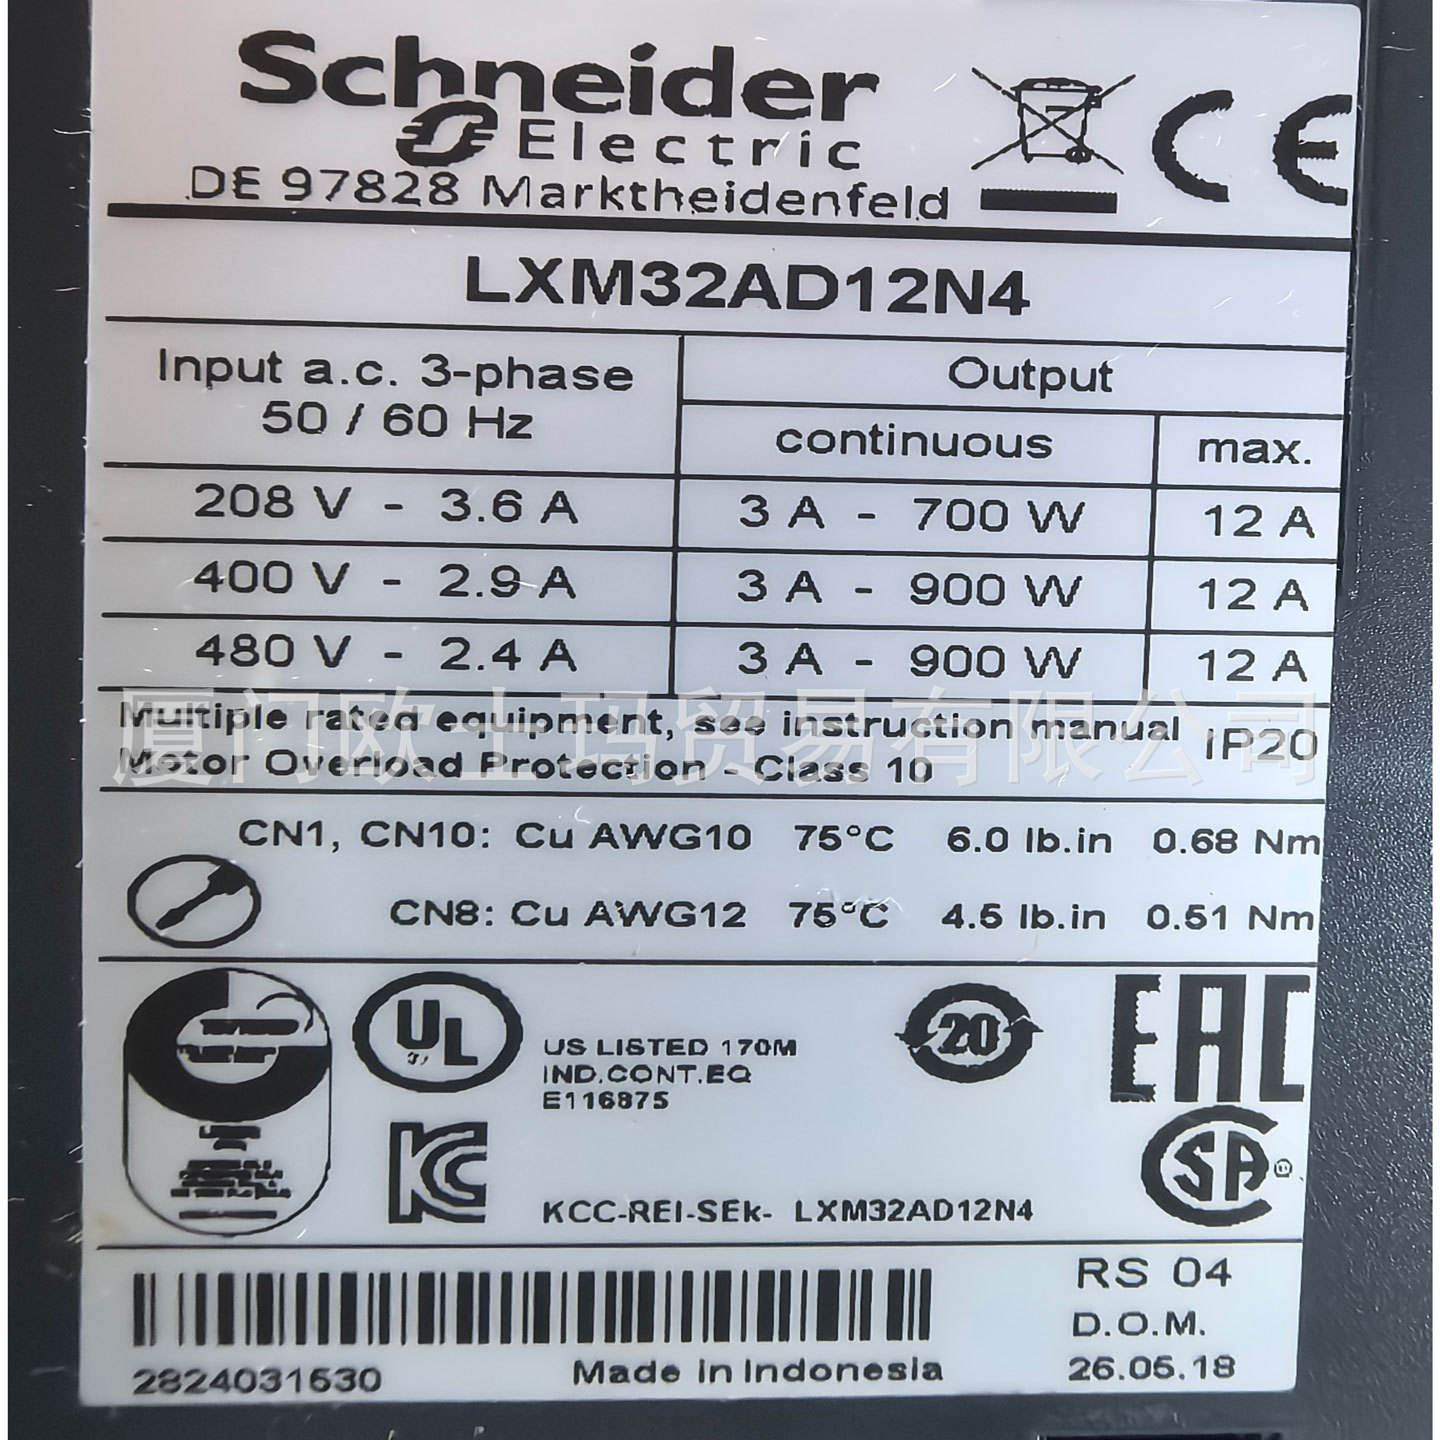 Schneider
Electric
DE 97828 Marktheidenfeld
CE
LXM32AD12N4
Input a.c. 3-phase
50 / 60 Hz
Output
continuous
max.
208 V - 3.6 A 3 A - 700 W 12 A
400 V - 2.9 A 3 A - 900 W 12 A
480 V - 2.4 A 3 A - 900 W 12 A
Multiple rated equipment, see instruction manual
Motor Overload Protection - Class 10
IP20
厦门欧士玛贸易有限公司
CN1, CN10: Cu AWG10 75°C 6.0 lb.in 0.68 Nm
CN8: Cu AWG12 75°C 4.5 lb.in 0.51 Nm
UL
US LISTED 170M
IND.CONT.EQ
E116875
20
EAC
KC
SA
KCC-REI-SEk- LXM32AD12N4
RS 04
D.O.M.
26.05.18
2824031530
Made in Indonesia